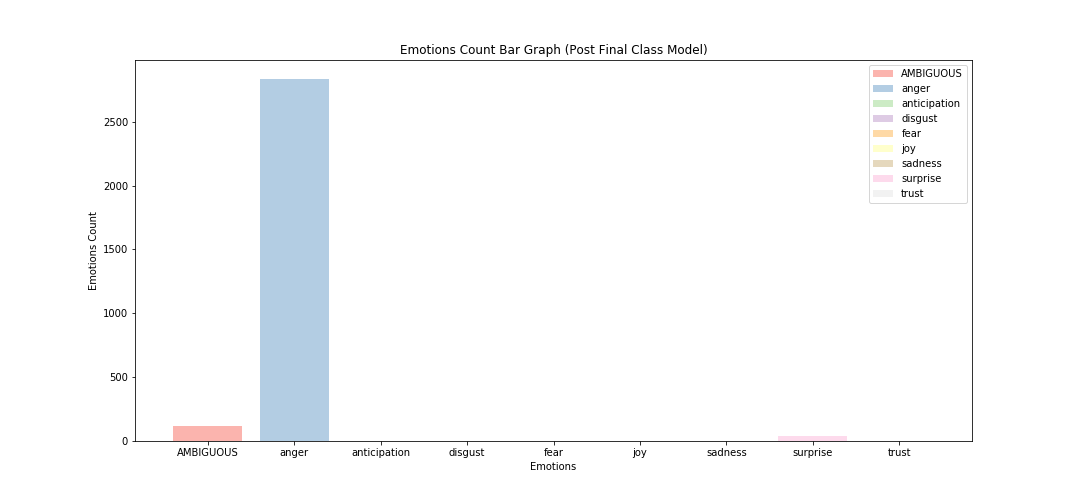 Emotions Count Bar Graph (Post Final Class Model)
AMBIGUOUS
anger
anticipation
disgust
fear
joy
sadness
surprise
trust
2500
2000
1500
1000
500
0
Emotions Count
AMBIGUOUS anger anticipation disgust fear joy sadness surprise trust
Emotions